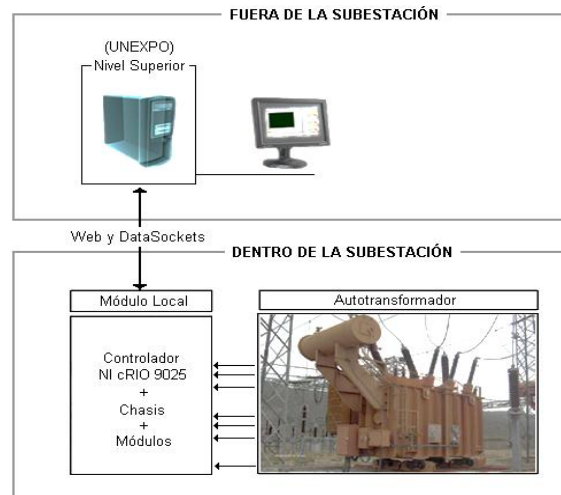 FUERA DE LA SUBESTACIÓN
(UNEXPO)
Nivel Superior
Web y DataSockets
DENTRO DE LA SUBESTACIÓN
Módulo Local
Autotransformador
Controlador
NI cRIO 9025
+
Chasis
+
Módulos